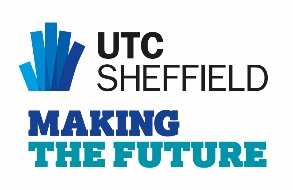 UTC
SHEFFIELD
MAKING
THE FUTURE